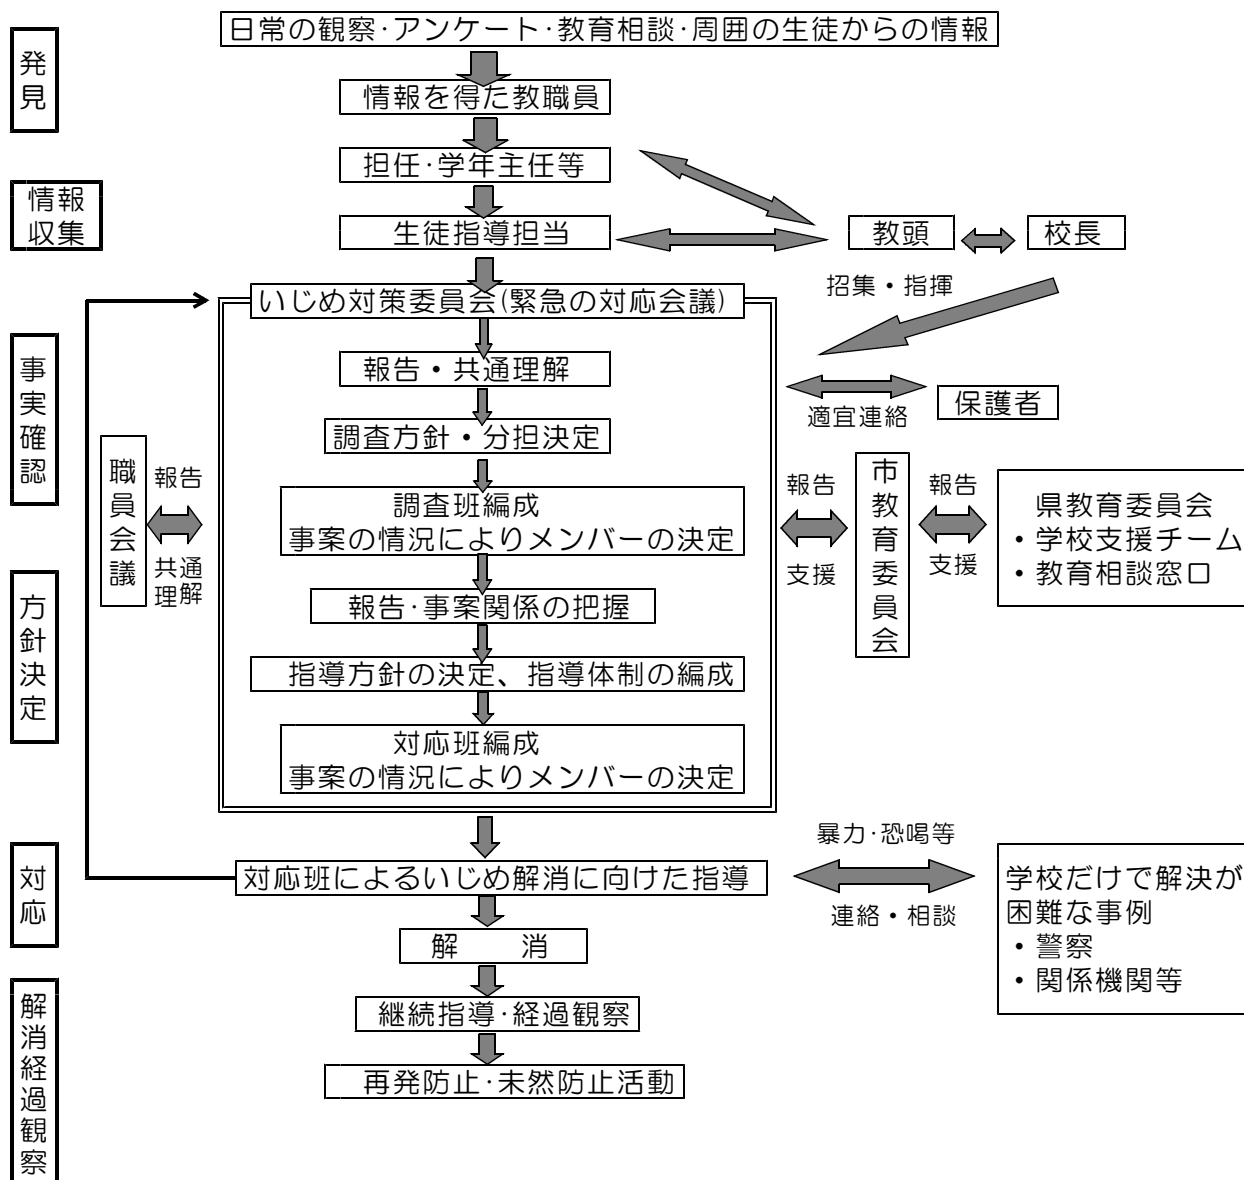 発見
日常の観察･アンケート･教育相談･周囲の生徒からの情報
情報を得た教職員
担任･学年主任等
情報
収集
生徒指導担当
教頭
校長
招集・指揮
いじめ対策委員会(緊急の対応会議)
事実確認
報告・共通理解
適宜連絡
保護者
調査方針・分担決定
職員会議
報告
共通
理解
調査班編成
事案の情況によりメンバーの決定
報告
支援
市教育委員会
報告
支援
県教育委員会
・学校支援チーム
・教育相談窓口
方針決定
報告･事案関係の把握
指導方針の決定、指導体制の編成
対応班編成
事案の情況によりメンバーの決定
対応
対応班によるいじめ解消に向けた指導
暴力･恐喝等
連絡・相談
学校だけで解決が
困難な事例
・警察
・関係機関等
解　消
解消経過観察
継続指導･経過観察
再発防止･未然防止活動